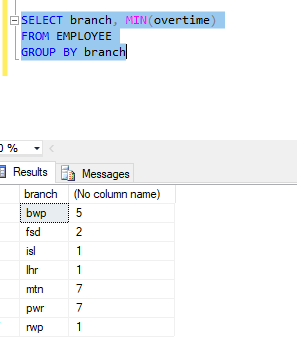 SELECT branch, MIN(overtime)
FROM EMPLOYEE
GROUP BY branch
0 %
Results Messages
branch (No column name)
bwp 5
fsd 2
isl 1
lhr 1
mtn 7
pwr 7
rwp 1